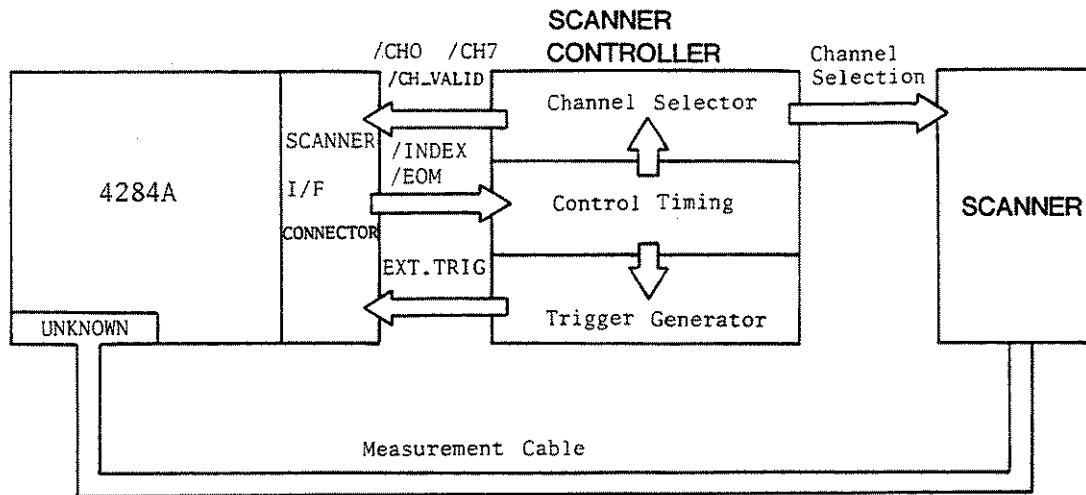 SCANNER
CONTROLLER
/CH0 /CH7
/CH_VALID
Channel
Selection
4284A
SCANNER
I/F
CONNECTOR
/INDEX
/EOM
EXT.TRIG
Channel Selector
Control Timing
Trigger Generator
SCANNER
UNKNOWN
Measurement Cable